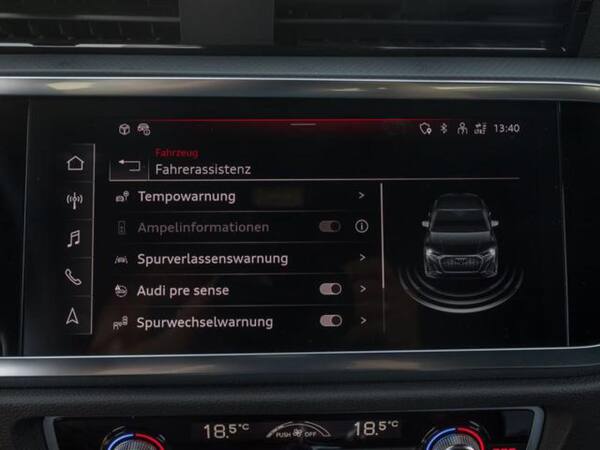 13:40
Fahrzeug
Fahrerassistenz
Tempowarnung
Ampelinformationen
Spurverlassenswarnung
Audi pre sense
Spurwechselwarnung
18.5°C PUSH OFF 18.5°C